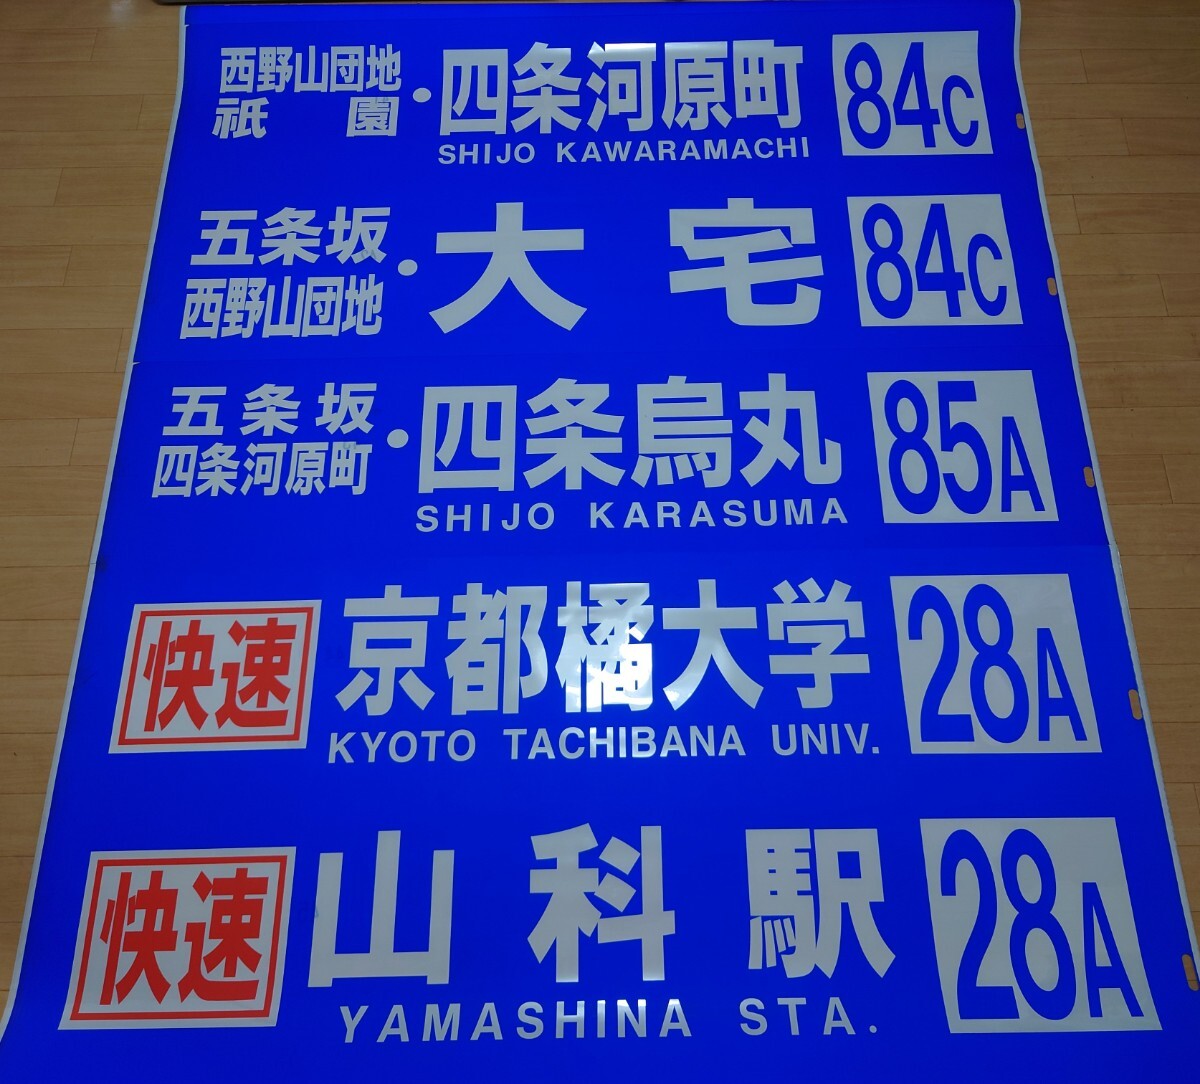 西野山団地
祇園・四条河原町 84C
SHIJO KAWARAMACHI
五条坂
西野山団地・大宅 84C
五条坂
四条河原町・四条烏丸 85A
SHIJO KARASUMA
快速 京都橘大学 28A
KYOTO TACHIBANA UNIV.
快速 山科駅 28A
YAMASHINA STA.